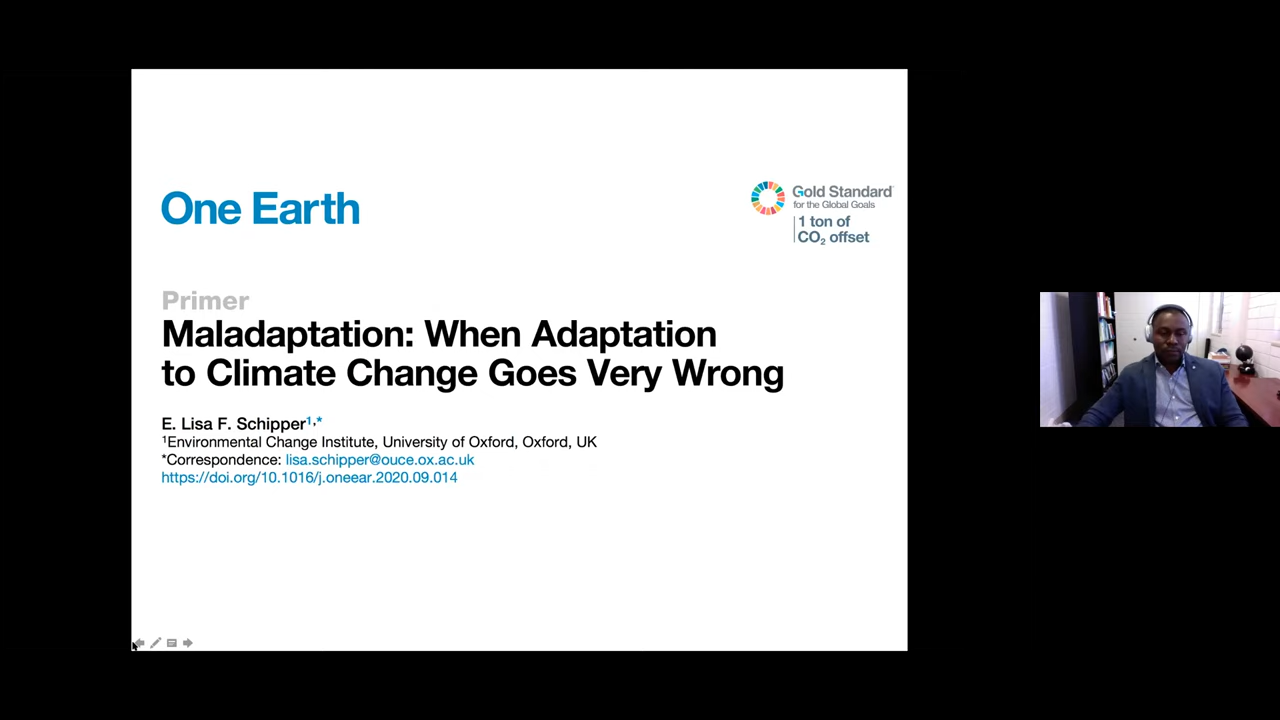 One Earth
Gold Standard
for the Global Goals
1 ton of
CO₂ offset
Primer
Maladaptation: When Adaptation
to Climate Change Goes Very Wrong
E. Lisa F. Schipper¹,*
¹Environmental Change Institute, University of Oxford, Oxford, UK
*Correspondence: lisa.schipper@ouce.ox.ac.uk
https://doi.org/10.1016/j.oneear.2020.09.014